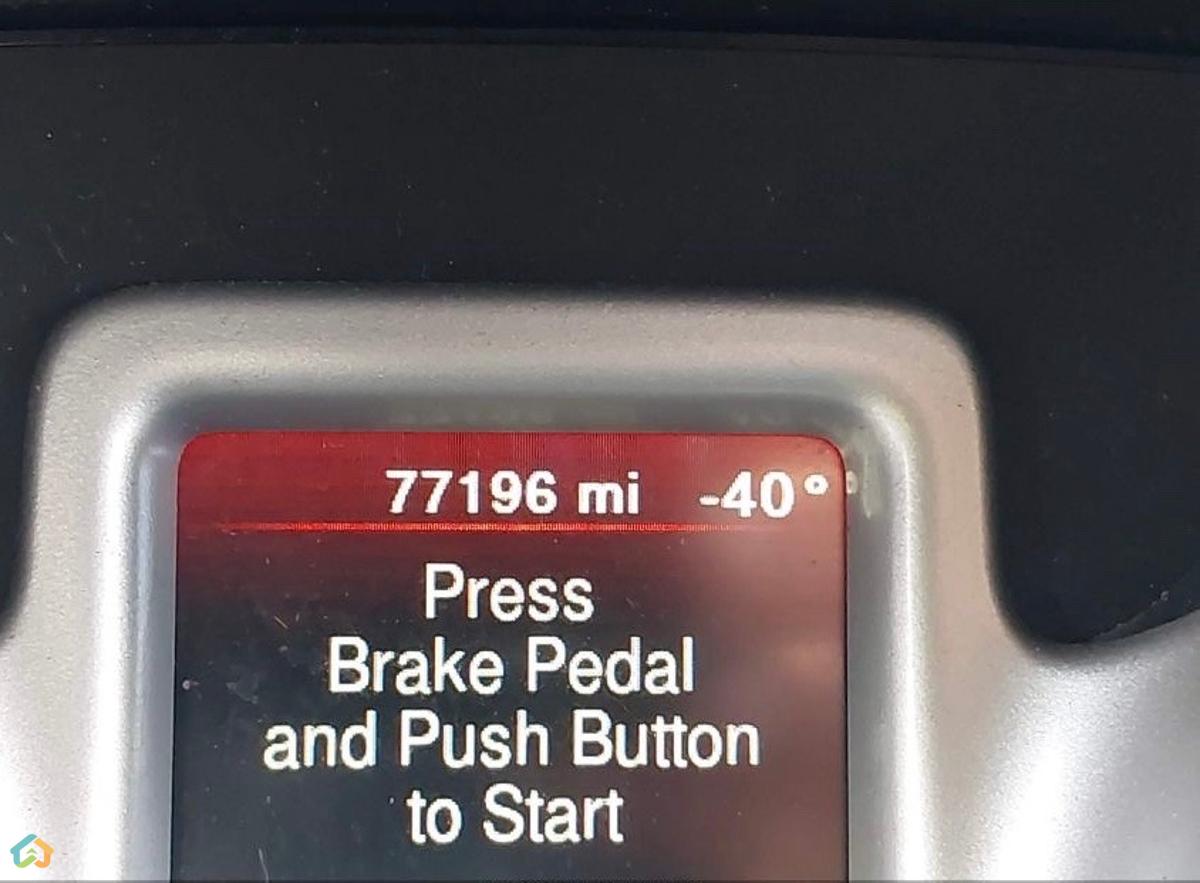 77196 mi -40°
Press
Brake Pedal
and Push Button
to Start